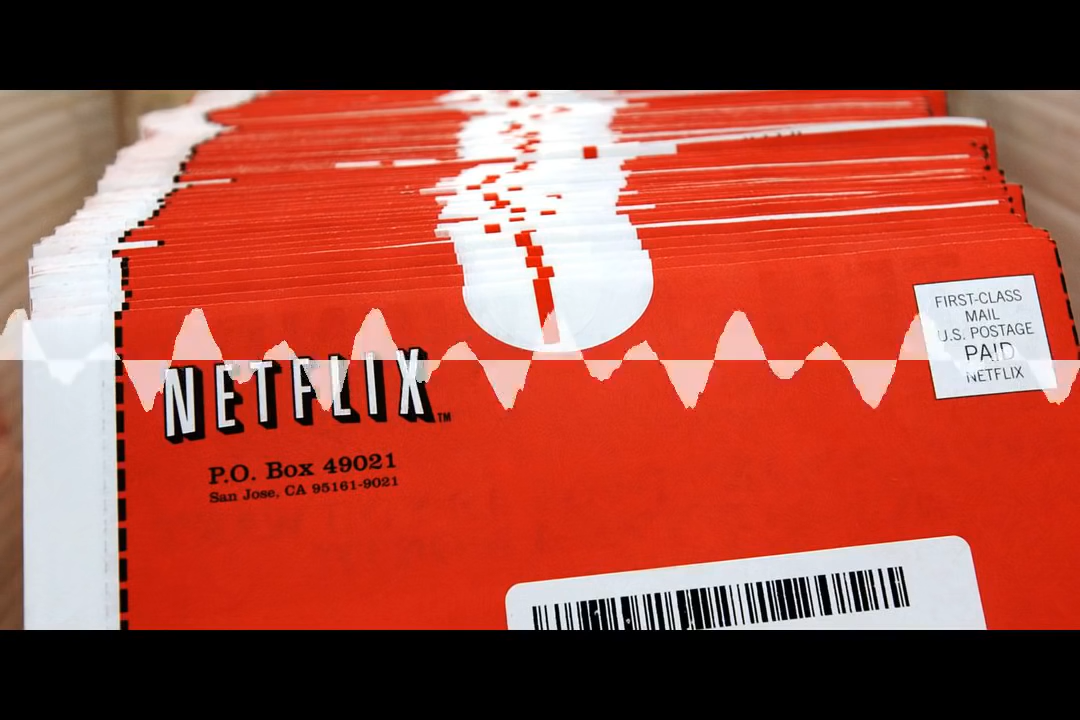 NETFLIX™
P.O. Box 49021
San Jose, CA 95161-9021
FIRST-CLASS
MAIL
U.S. POSTAGE
PAID
NETFLIX